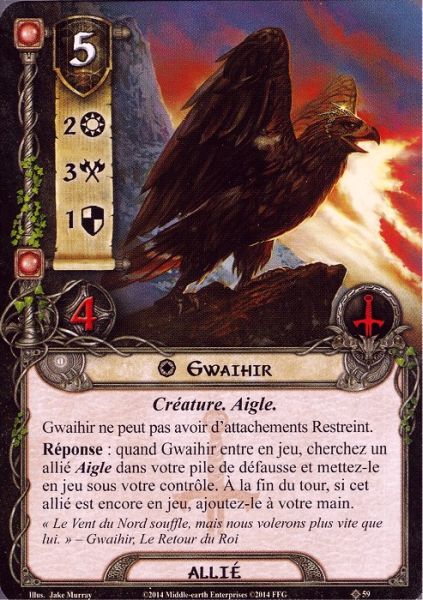 5
2
3
1
4
Gwaihir
Créature. Aigle.
Gwaihir ne peut pas avoir d'attachements Restreint.
Réponse : quand Gwaihir entre en jeu, cherchez un
allié Aigle dans votre pile de défausse et mettez-le
en jeu sous votre contrôle. À la fin du tour, si cet
allié est encore en jeu, ajoutez-le à votre main.
« Le Vent du Nord souffle, mais nous volerons plus vite que
lui. » – Gwaihir, Le Retour du Roi
ALLIÉ
Illus. Jake Murray ©2014 Middle-earth Enterprises ©2014 FFG 59